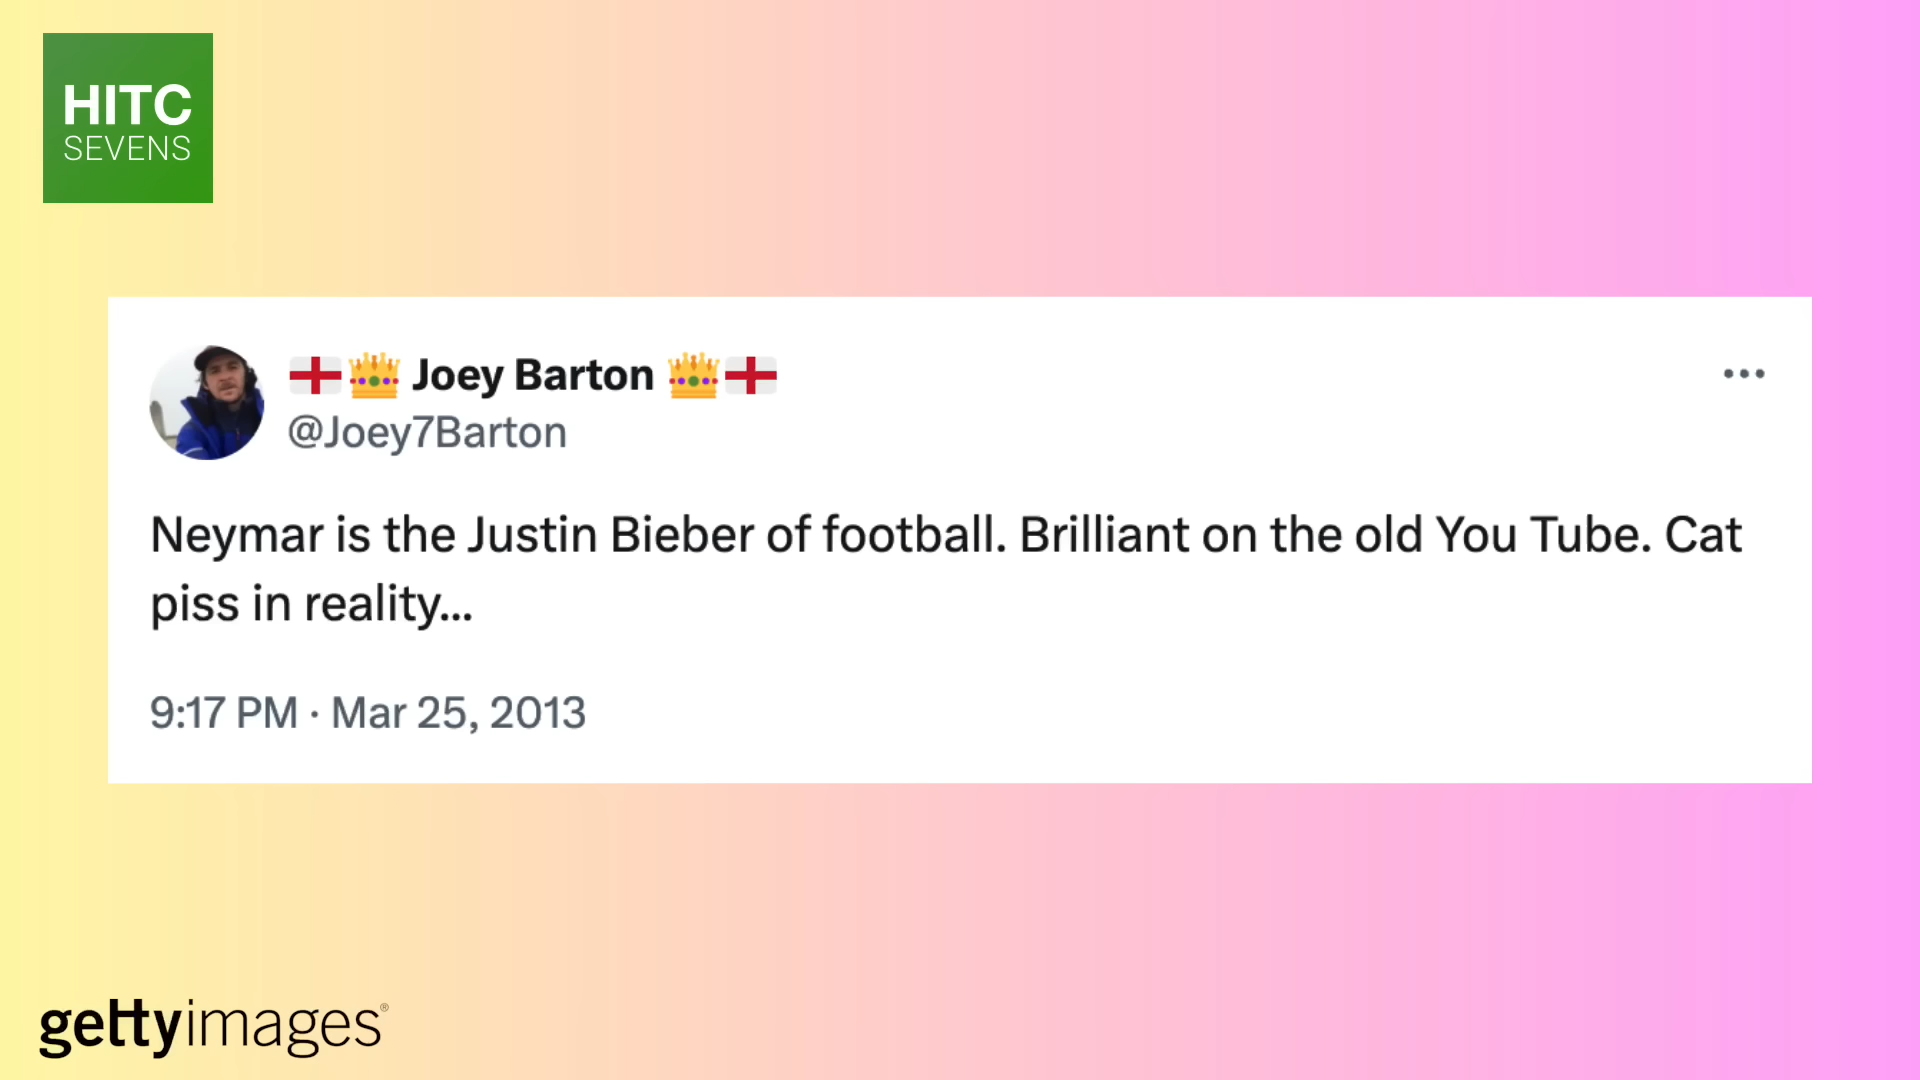 HITC
SEVENS
🏴󠁧󠁢󠁥󠁮󠁧󠁿👑 Joey Barton 👑🏴󠁧󠁢󠁥󠁮󠁧󠁿
@Joey7Barton
Neymar is the Justin Bieber of football. Brilliant on the old You Tube. Cat
piss in reality...
9:17 PM · Mar 25, 2013
gettyimages®